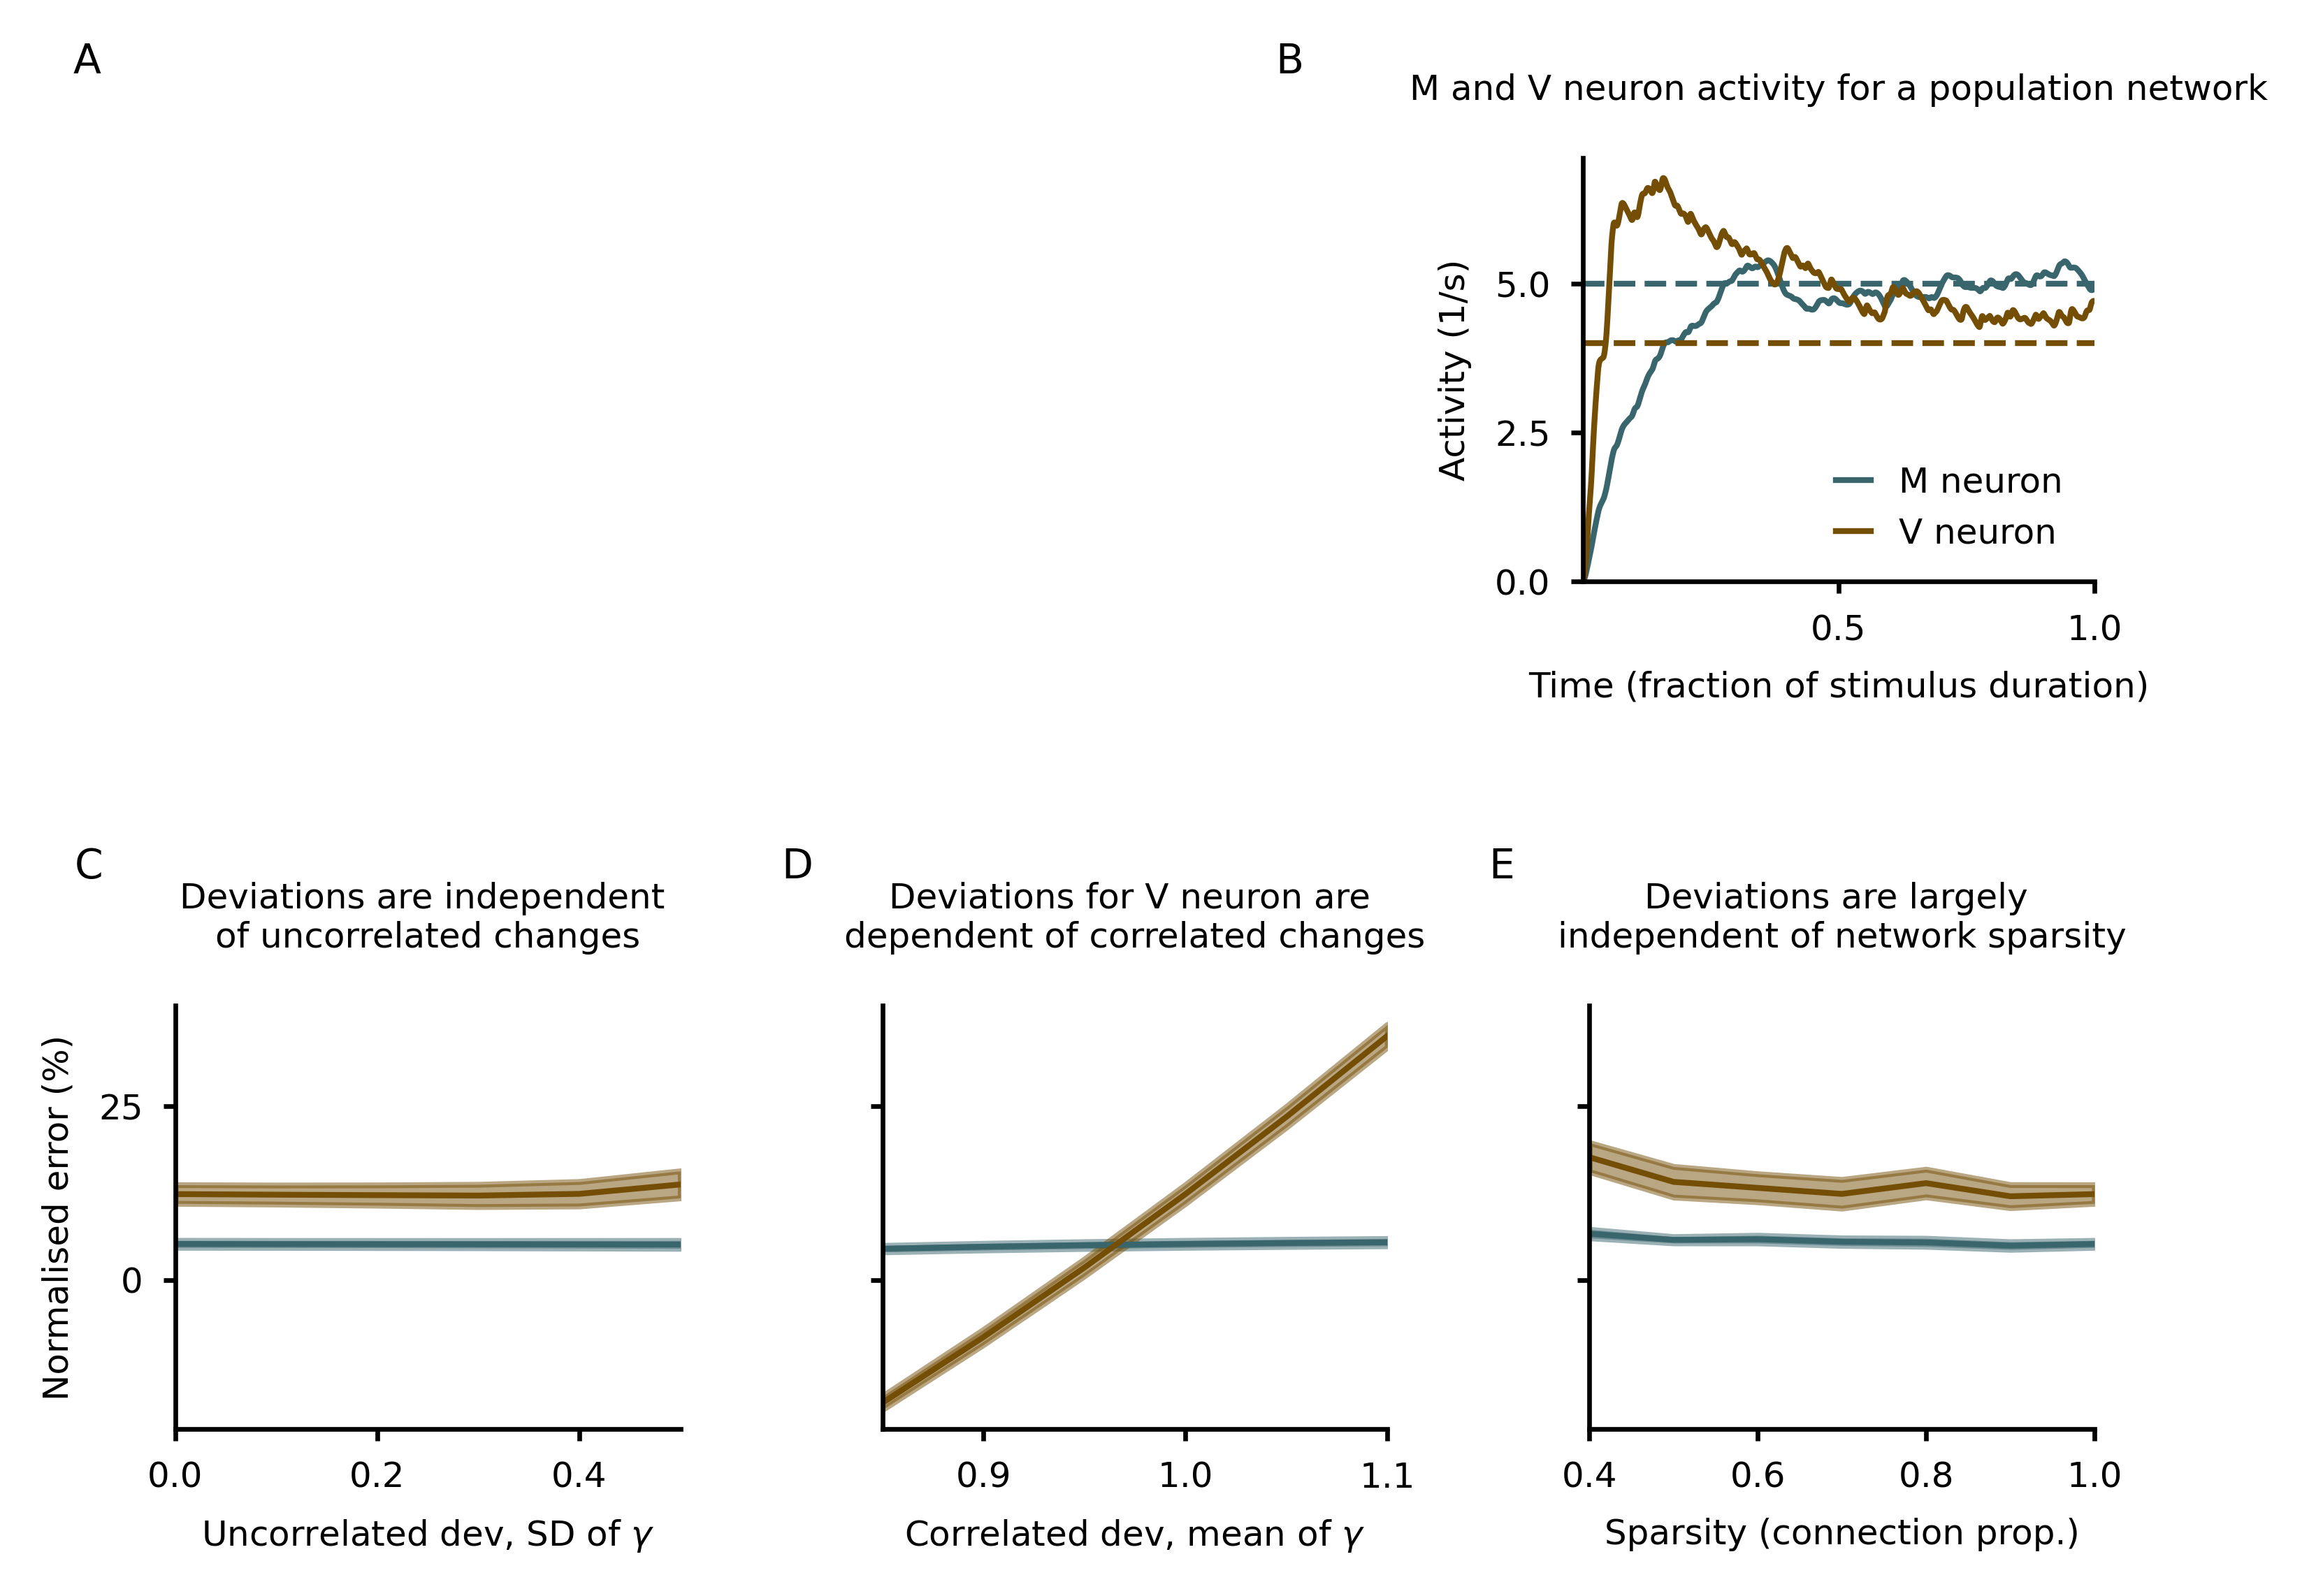 A
B
M and V neuron activity for a population network
Activity (1/s)
5.0
2.5
0.0
M neuron
V neuron
0.5
1.0
Time (fraction of stimulus duration)
C
Deviations are independent
of uncorrelated changes
Normalised error (%)
25
0
0.0
0.2
0.4
Uncorrelated dev, SD of γ
D
Deviations for V neuron are
dependent of correlated changes
0.9
1.0
1.1
Correlated dev, mean of γ
E
Deviations are largely
independent of network sparsity
0.4
0.6
0.8
1.0
Sparsity (connection prop.)